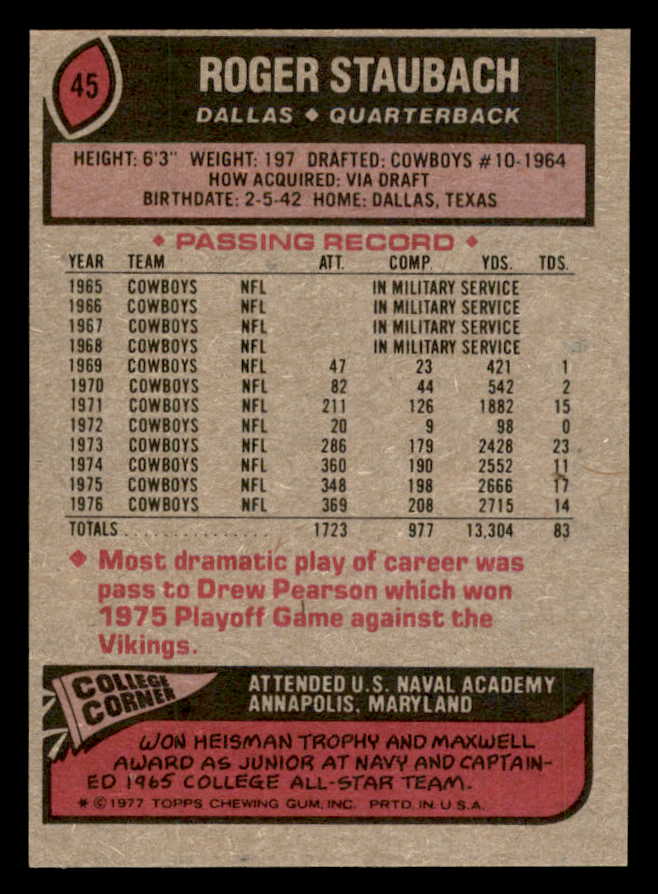 45
ROGER STAUBACH
DALLAS ♦ QUARTERBACK
HEIGHT: 6'3" WEIGHT: 197 DRAFTED: COWBOYS #10-1964
HOW ACQUIRED: VIA DRAFT
BIRTHDATE: 2-5-42 HOME: DALLAS, TEXAS
♦ PASSING RECORD ♦
YEAR TEAM ATT. COMP. YDS. TDS.
1965 COWBOYS NFL IN MILITARY SERVICE
1966 COWBOYS NFL IN MILITARY SERVICE
1967 COWBOYS NFL IN MILITARY SERVICE
1968 COWBOYS NFL IN MILITARY SERVICE
1969 COWBOYS NFL 47 23 421 1
1970 COWBOYS NFL 82 44 542 2
1971 COWBOYS NFL 211 126 1882 15
1972 COWBOYS NFL 20 9 98 0
1973 COWBOYS NFL 286 179 2428 23
1974 COWBOYS NFL 360 190 2552 11
1975 COWBOYS NFL 348 198 2666 17
1976 COWBOYS NFL 369 208 2715 14
TOTALS................ 1723 977 13,304 83
♦ Most dramatic play of career was
pass to Drew Pearson which won
1975 Playoff Game against the
Vikings.
COLLEGE
CORNER
ATTENDED U.S. NAVAL ACADEMY
ANNAPOLIS, MARYLAND
WON HEISMAN TROPHY AND MAXWELL
AWARD AS JUNIOR AT NAVY AND CAPTAIN-
ED 1965 COLLEGE ALL-STAR TEAM.
* © 1977 TOPPS CHEWING GUM, INC. PRTD. IN U.S.A.